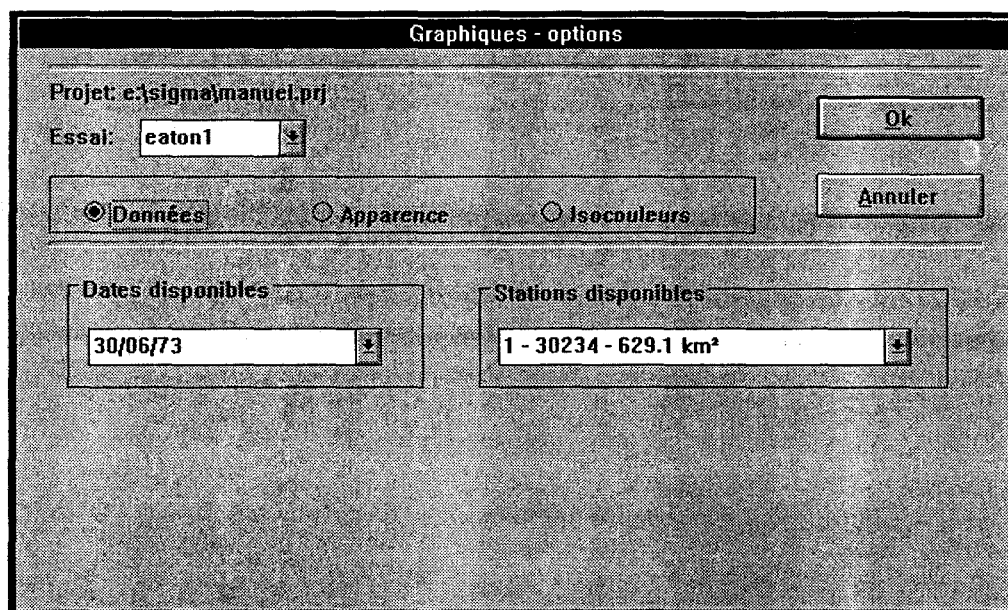 Graphiques - options
Projet: e:\sigma\manuel.prj
Ok
Essai: eaton1
Annuler
Données Apparence Isocouleurs
Dates disponibles Stations disponibles
30/06/73 1 - 30234 - 629.1 km²